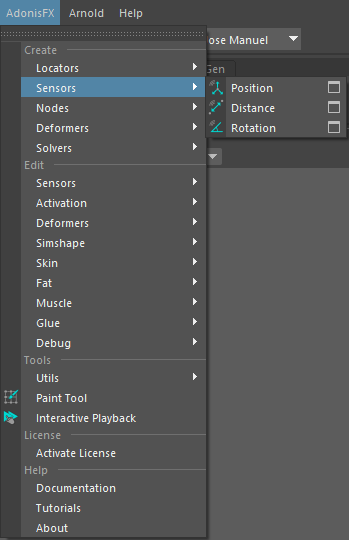 AdonisFX Arnold Help
ose Manuel
Create
Gen
Locators
Sensors
Position
Nodes
Distance
Deformers
Rotation
Solvers
Edit
Sensors
Activation
Deformers
Simshape
Skin
Fat
Muscle
Glue
Debug
Tools
Utils
Paint Tool
Interactive Playback
License
Activate License
Help
Documentation
Tutorials
About